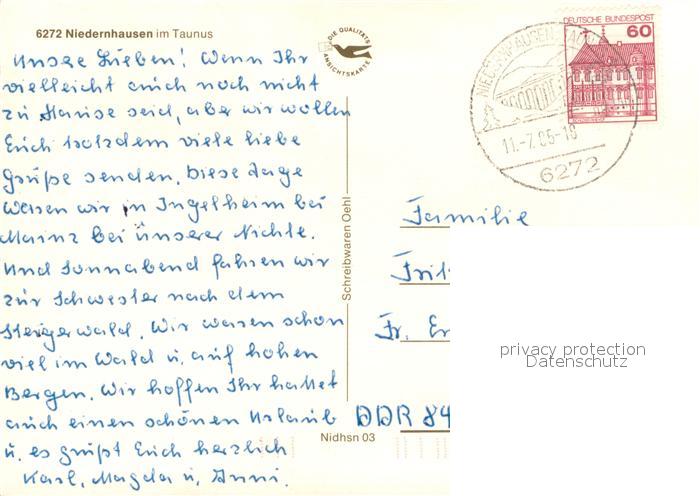 6272 Niedernhausen im Taunus
DIE QUALITÄTS
ANSICHTSKARTE
Unsre Lieben! Wenn Ihr
vielleicht auch noch nicht
zu Hause seid, aber wir wollen
Euch trotzdem viele liebe
Grüße senden. Diese Tage
waren wir in Ingelheim bei
Mainz bei unserer Nichte.
Und Sonnabend fahren wir
zur Schwester nach dem
Steigerwald. Wir waren schon
viel im Wald u. auf hohen
Bergen. Wir hoffen Ihr hattet
auch einen schönen Urlaub
u. es grüßt Euch herzlich
Karl, Magda u. Anni.
Schreibwaren Oehl
Nidhsn 03
DEUTSCHE BUNDESPOST
60
NIEDERNHAUSEN
11.-7.85-18
6272
Familie
Frit
Fr. Er
DDR 84
privacy protection
Datenschutz